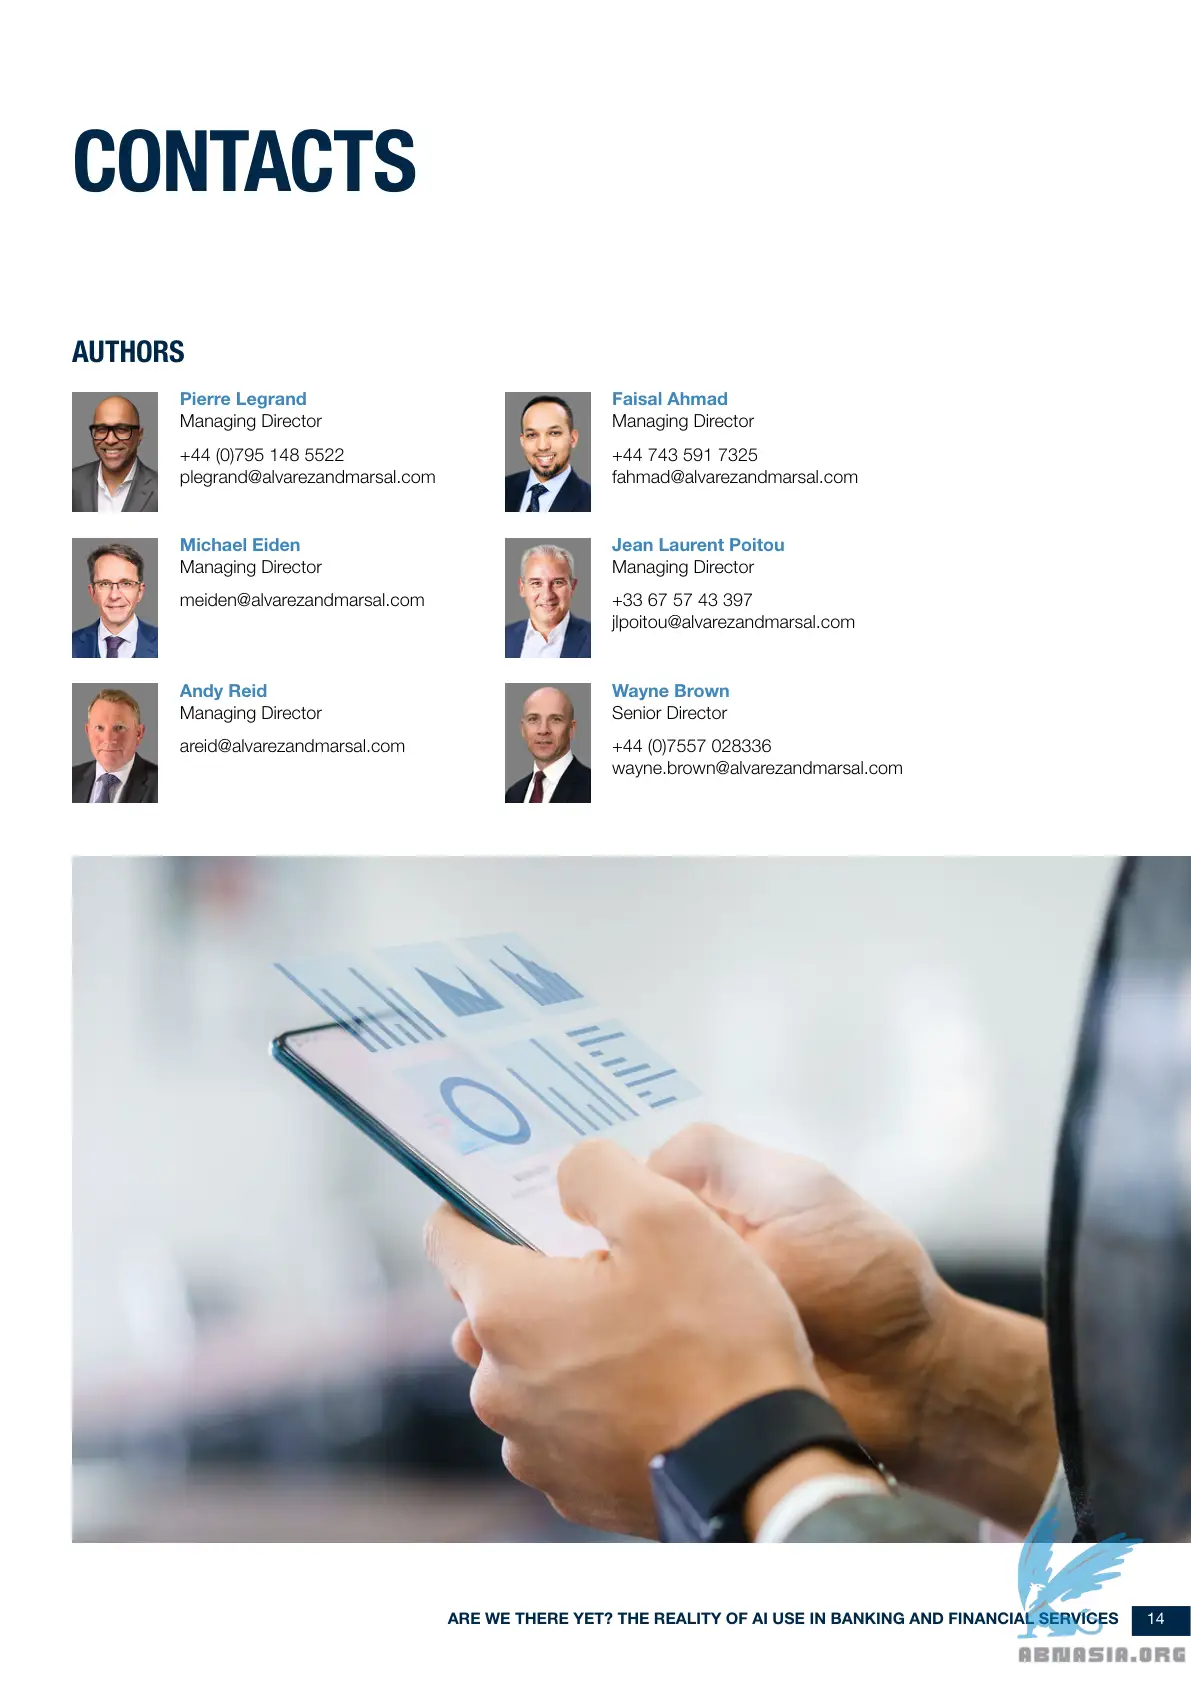 CONTACTS
AUTHORS
Pierre Legrand
Managing Director
+44 (0)795 148 5522
plegrand@alvarezandmarsal.com
Faisal Ahmad
Managing Director
+44 743 591 7325
fahmad@alvarezandmarsal.com
Michael Eiden
Managing Director
meiden@alvarezandmarsal.com
Jean Laurent Poitou
Managing Director
+33 67 57 43 397
jlpoitou@alvarezandmarsal.com
Andy Reid
Managing Director
areid@alvarezandmarsal.com
Wayne Brown
Senior Director
+44 (0)7557 028336
wayne.brown@alvarezandmarsal.com
ARE WE THERE YET? THE REALITY OF AI USE IN BANKING AND FINANCIAL SERVICES 14
ABNASIA.ORG